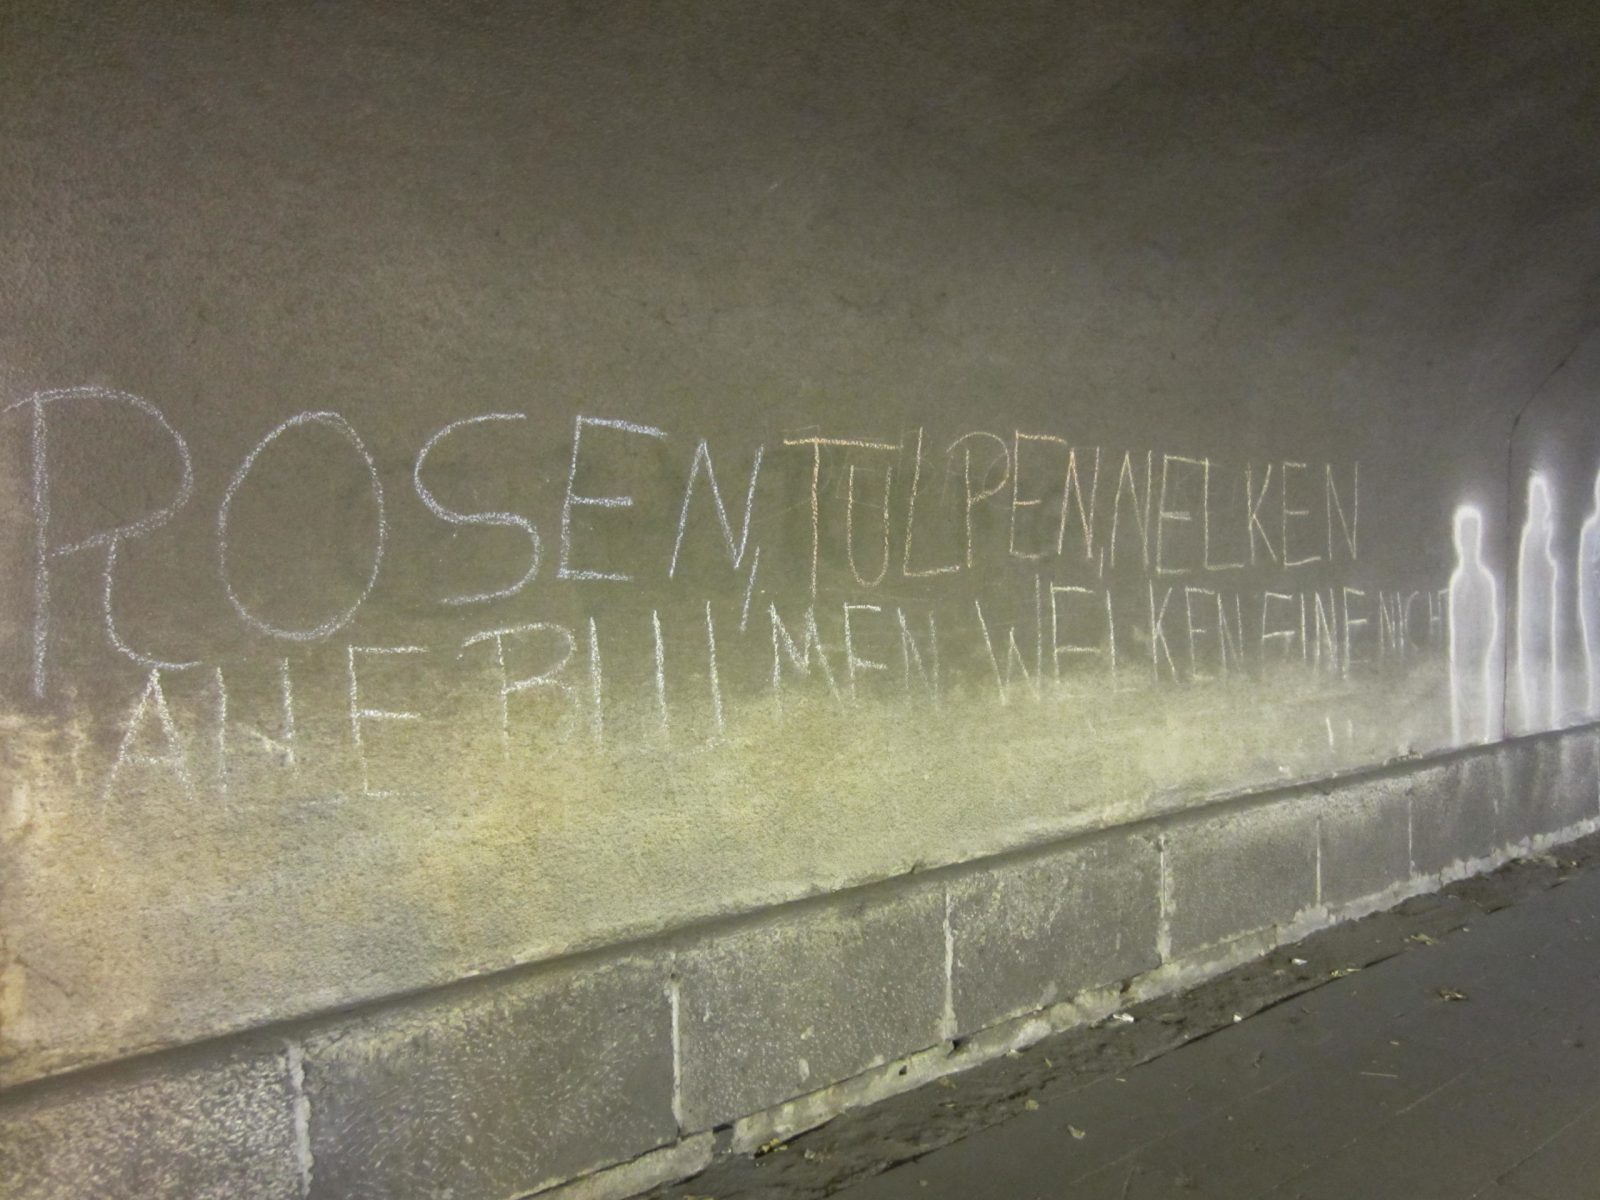 ROSEN, TULPEN, NELKEN
ALLE BLUMEN WELKEN EINE NICHT